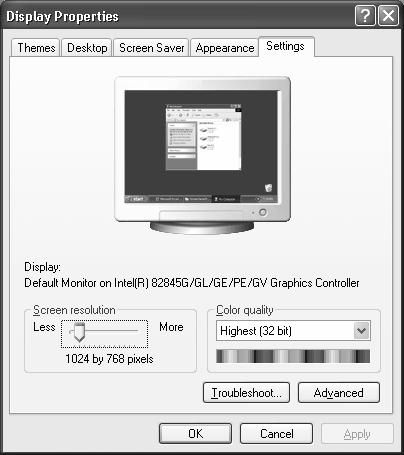 Display Properties
Themes Desktop Screen Saver Appearance Settings
start
Display:
Default Monitor on Intel(R) 82845G/GL/GE/PE/GV Graphics Controller
Screen resolution
Less More
1024 by 768 pixels
Color quality
Highest (32 bit)
Troubleshoot... Advanced
OK Cancel Apply